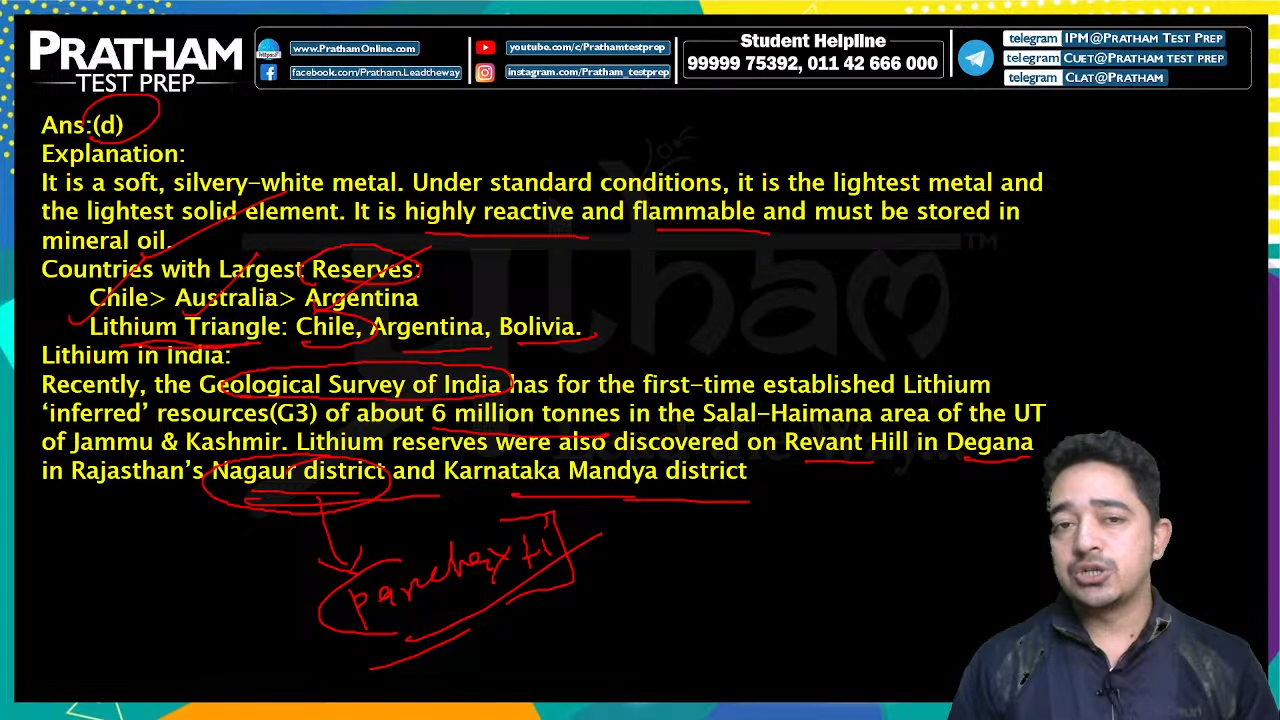 PRATHAM
TEST PREP
https://
www.PrathamOnline.com
facebook.com/Pratham.Leadtheway
youtube.com/c/Prathamtestprep
instagram.com/Pratham_testprep
Student Helpline
99999 75392, 011 42 666 000
telegram IPM@PRATHAM TEST PREP
telegram CUET@PRATHAM TEST PREP
telegram CLAT@PRATHAM
Ans:(d)
Explanation:
It is a soft, silvery-white metal. Under standard conditions, it is the lightest metal and
the lightest solid element. It is highly reactive and flammable and must be stored in
mineral oil.
Countries with Largest Reserves:
Chile> Australia> Argentina
Lithium Triangle: Chile, Argentina, Bolivia.
Lithium in India:
Recently, the Geological Survey of India has for the first-time established Lithium
‘inferred’ resources(G3) of about 6 million tonnes in the Salal-Haimana area of the UT
of Jammu & Kashmir. Lithium reserves were also discovered on Revant Hill in Degana
in Rajasthan’s Nagaur district and Karnataka Mandya district